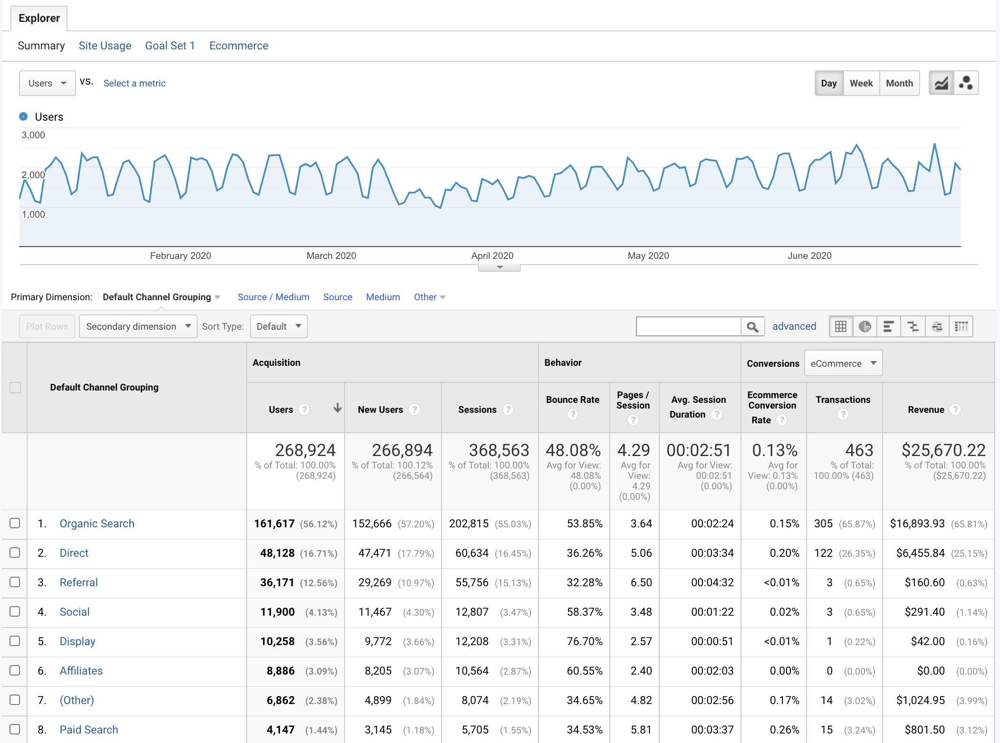 Explorer
Summary Site Usage Goal Set 1 Ecommerce
Users vs. Select a metric Day Week Month
Users
3,000
2,000
1,000
February 2020 March 2020 April 2020 May 2020 June 2020
Primary Dimension: Default Channel Grouping Source / Medium Source Medium Other
Plot Rows Secondary dimension Sort Type: Default advanced
Acquisition Behavior Conversions eCommerce
Default Channel Grouping
Users ? New Users ? Sessions ? Bounce Rate ? Pages / Session ? Avg. Session Duration ? Ecommerce Conversion Rate ? Transactions ? Revenue ?
268,924 266,894 368,563 48.08% 4.29 00:02:51 0.13% 463 $25,670.22
% of Total: 100.00% (268,924) % of Total: 100.12% (266,564) % of Total: 100.00% (368,563) Avg for View: 48.08% (0.00%) Avg for View: 4.29 (0.00%) Avg for View: 00:02:51 (0.00%) Avg for View: 0.13% (0.00%) % of Total: 100.00% (463) % of Total: 100.00% ($25,670.22)
1. Organic Search 161,617 (56.12%) 152,666 (57.20%) 202,815 (55.03%) 53.85% 3.64 00:02:24 0.15% 305 (65.87%) $16,893.93 (65.81%)
2. Direct 48,128 (16.71%) 47,471 (17.79%) 60,634 (16.45%) 36.26% 5.06 00:03:34 0.20% 122 (26.35%) $6,455.84 (25.15%)
3. Referral 36,171 (12.56%) 29,269 (10.97%) 55,756 (15.13%) 32.28% 6.50 00:04:32 <0.01% 3 (0.65%) $160.60 (0.63%)
4. Social 11,900 (4.13%) 11,467 (4.30%) 12,807 (3.47%) 58.37% 3.48 00:01:22 0.02% 3 (0.65%) $291.40 (1.14%)
5. Display 10,258 (3.56%) 9,772 (3.66%) 12,208 (3.31%) 76.70% 2.57 00:00:51 <0.01% 1 (0.22%) $42.00 (0.16%)
6. Affiliates 8,886 (3.09%) 8,205 (3.07%) 10,564 (2.87%) 60.55% 2.40 00:02:03 0.00% 0 (0.00%) $0.00 (0.00%)
7. (Other) 6,862 (2.38%) 4,899 (1.84%) 8,074 (2.19%) 34.65% 4.82 00:02:56 0.17% 14 (3.02%) $1,024.95 (3.99%)
8. Paid Search 4,147 (1.44%) 3,145 (1.18%) 5,705 (1.55%) 34.53% 5.81 00:03:37 0.26% 15 (3.24%) $801.50 (3.12%)